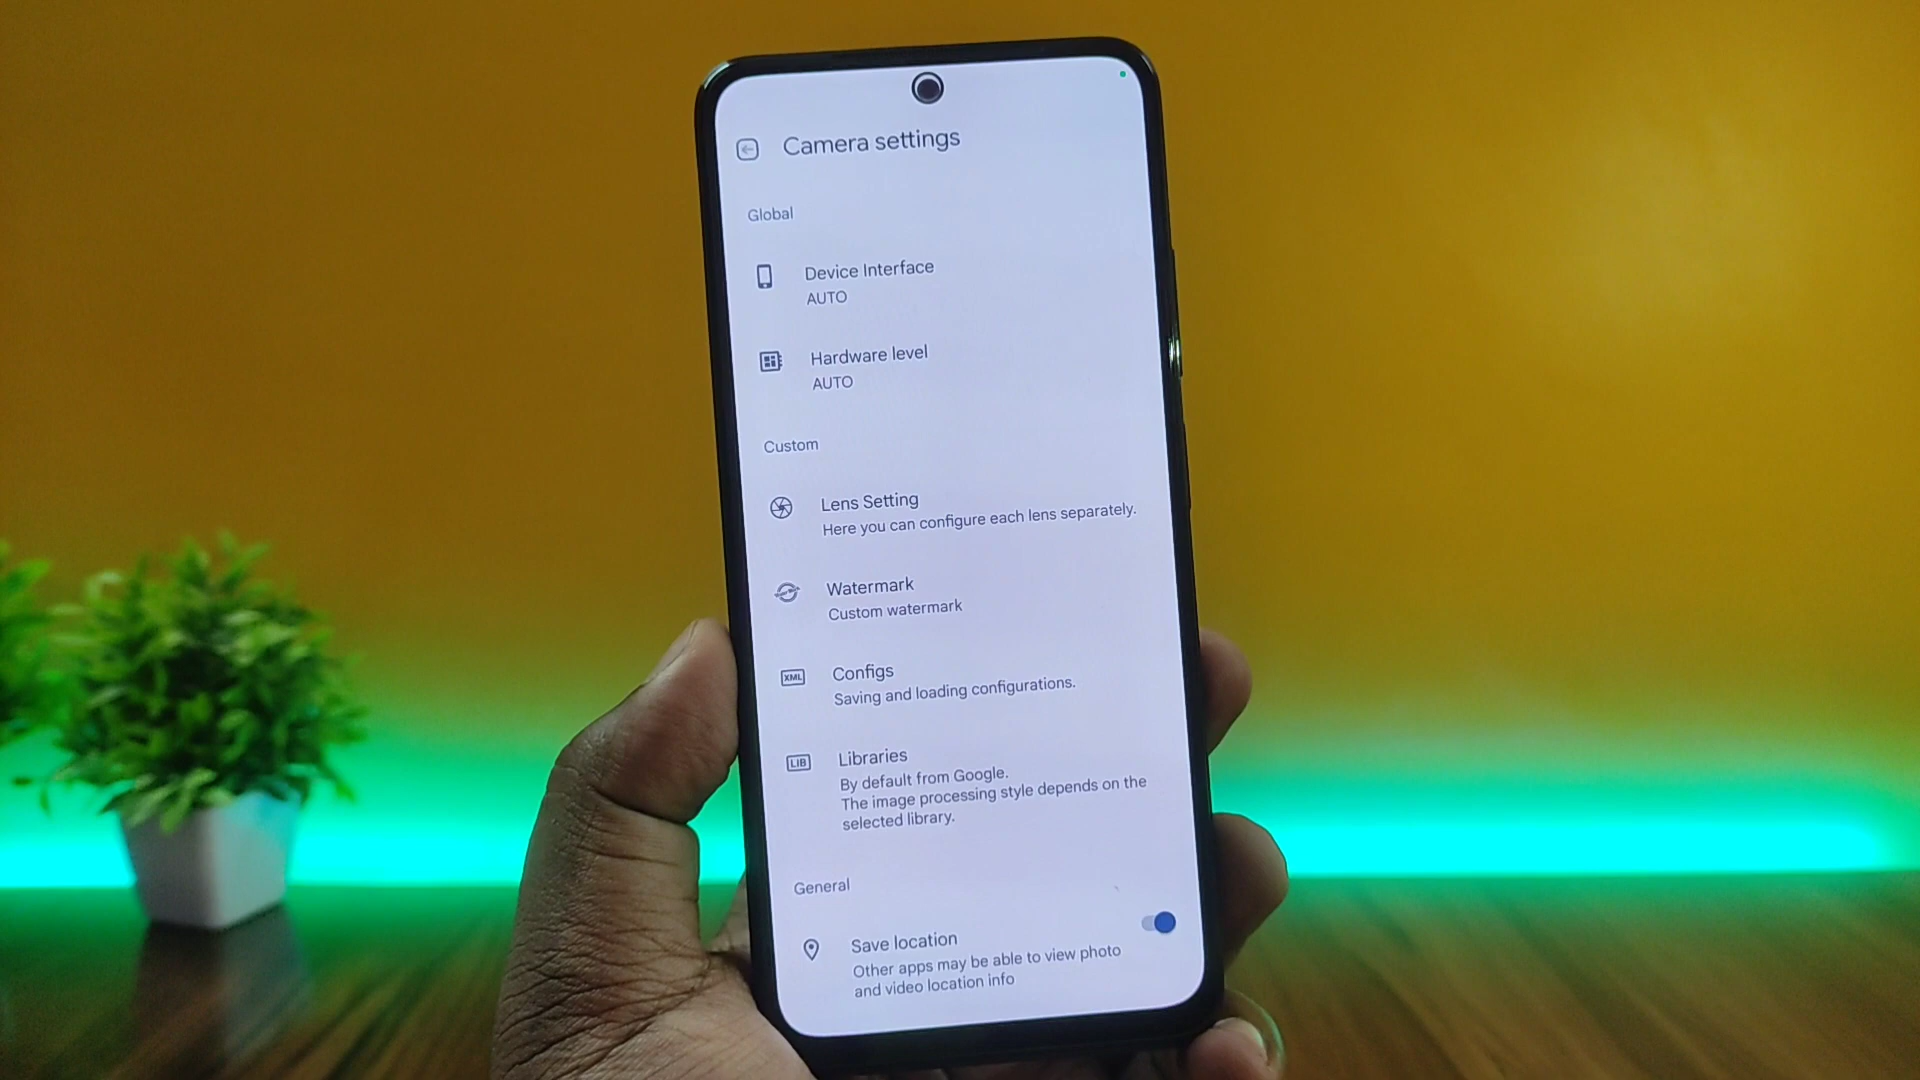 Camera settings
Global
Device Interface
AUTO
Hardware level
AUTO
Custom
Lens Setting
Here you can configure each lens separately.
Watermark
Custom watermark
XML
Configs
Saving and loading configurations.
LIB
Libraries
By default from Google.
The image processing style depends on the
selected library.
General
Save location
Other apps may be able to view photo
and video location info